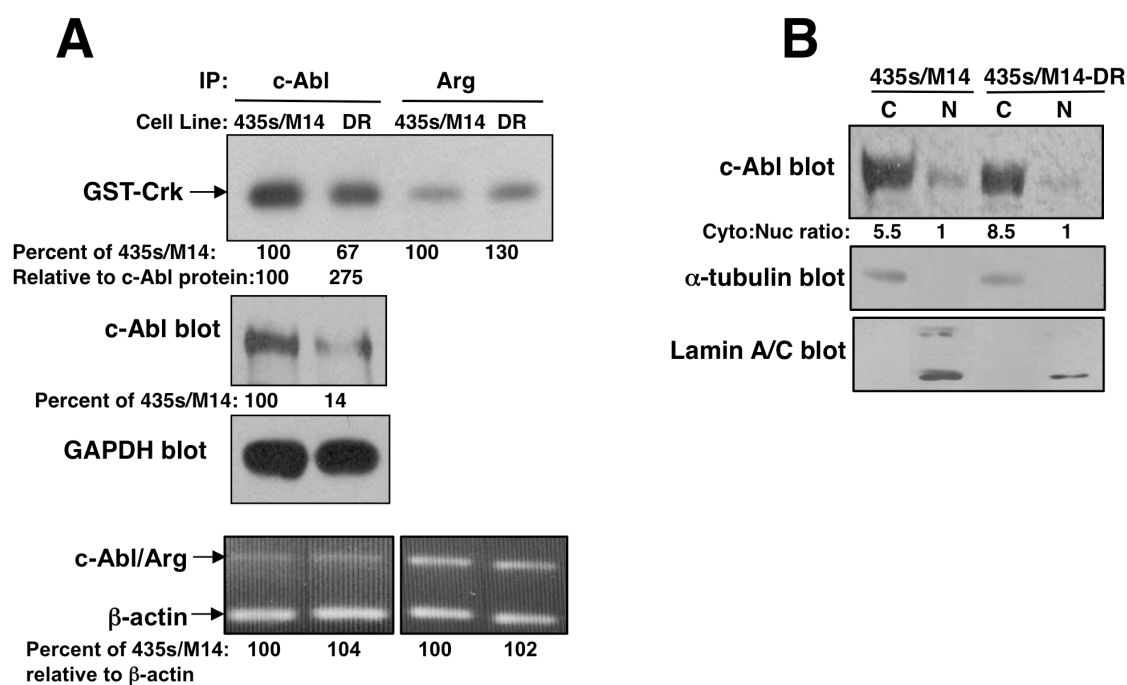 A
IP: c-Abl Arg
Cell Line: 435s/M14 DR 435s/M14 DR
GST-Crk
Percent of 435s/M14: 100 67 100 130
Relative to c-Abl protein:100 275
c-Abl blot
Percent of 435s/M14: 100 14
GAPDH blot
c-Abl/Arg
β-actin
Percent of 435s/M14: 100 104 100 102
relative to β-actin
B
435s/M14 435s/M14-DR
C N C N
c-Abl blot
Cyto:Nuc ratio: 5.5 1 8.5 1
α-tubulin blot
Lamin A/C blot